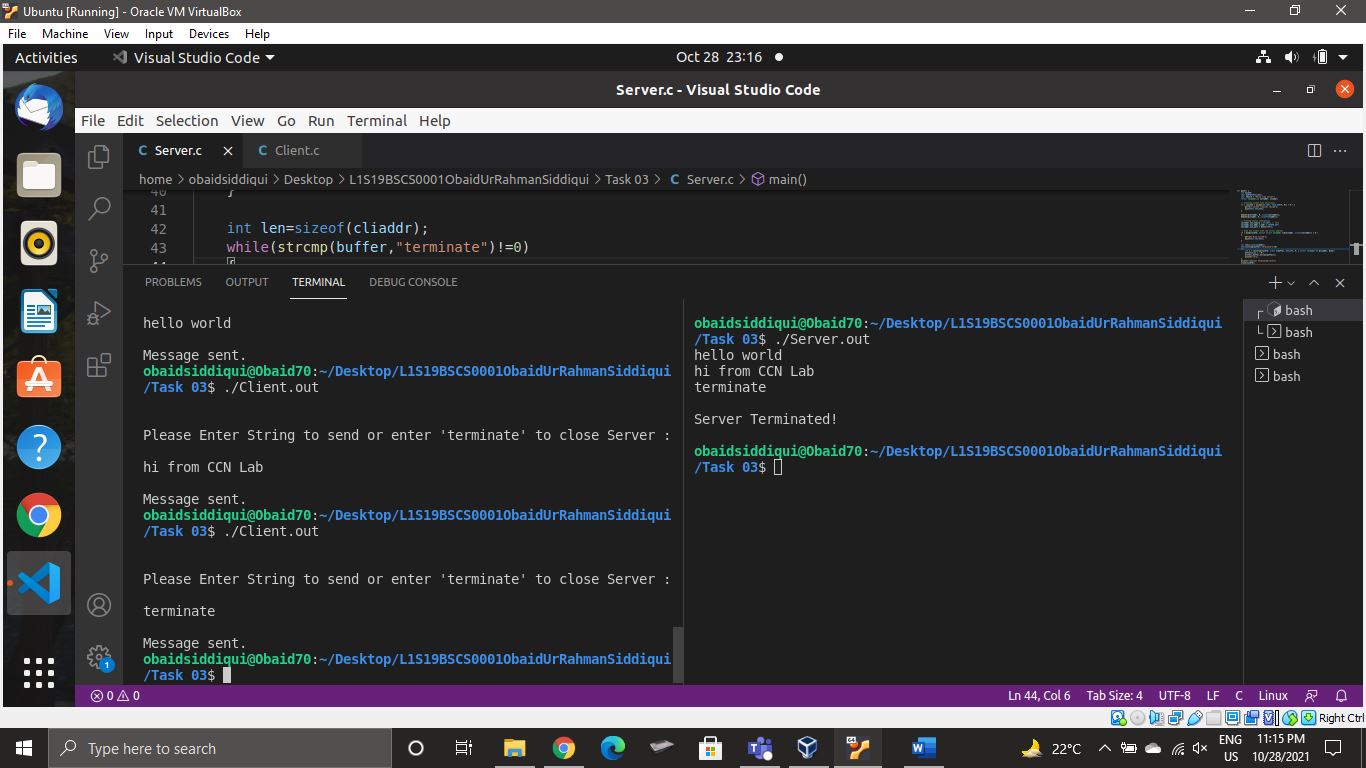 Ubuntu [Running] - Oracle VM VirtualBox
File Machine View Input Devices Help
Activities Visual Studio Code Oct 28 23:16
Server.c - Visual Studio Code
File Edit Selection View Go Run Terminal Help
Server.c Client.c
home > obaidsiddiqui > Desktop > L1S19BSCS0001ObaidUrRahmanSiddiqui > Task 03 > C Server.c > main()
40 }
41
42 int len=sizeof(cliaddr);
43 while(strcmp(buffer,"terminate")!=0)
44 {
PROBLEMS OUTPUT TERMINAL DEBUG CONSOLE
hello world
Message sent.
obaidsiddiqui@Obaid70:~/Desktop/L1S19BSCS0001ObaidUrRahmanSiddiqui
/Task 03$ ./Client.out
Please Enter String to send or enter 'terminate' to close Server :
hi from CCN Lab
Message sent.
obaidsiddiqui@Obaid70:~/Desktop/L1S19BSCS0001ObaidUrRahmanSiddiqui
/Task 03$ ./Client.out
Please Enter String to send or enter 'terminate' to close Server :
terminate
Message sent.
obaidsiddiqui@Obaid70:~/Desktop/L1S19BSCS0001ObaidUrRahmanSiddiqui
/Task 03$
obaidsiddiqui@Obaid70:~/Desktop/L1S19BSCS0001ObaidUrRahmanSiddiqui
/Task 03$ ./Server.out
hello world
hi from CCN Lab
terminate
Server Terminated!
obaidsiddiqui@Obaid70:~/Desktop/L1S19BSCS0001ObaidUrRahmanSiddiqui
/Task 03$
bash
bash
bash
bash
1
0 0 Ln 44, Col 6 Tab Size: 4 UTF-8 LF C Linux
Right Ctrl
Type here to search 22°C ENG 11:15 PM
US 10/28/2021